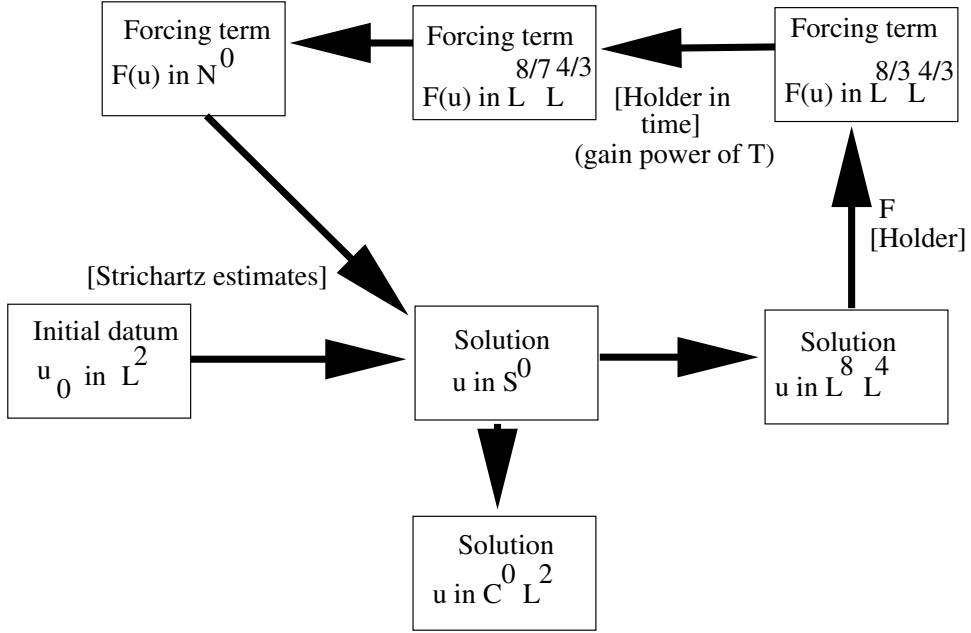 Forcing term
F(u) in N^0
Forcing term
F(u) in L^8/7 L^4/3
[Holder in
time]
(gain power of T)
Forcing term
F(u) in L^8/3 L^4/3
F
[Holder]
[Strichartz estimates]
Initial datum
u_0 in L^2
Solution
u in S^0
Solution
u in L^8 L^4
Solution
u in C^0 L^2